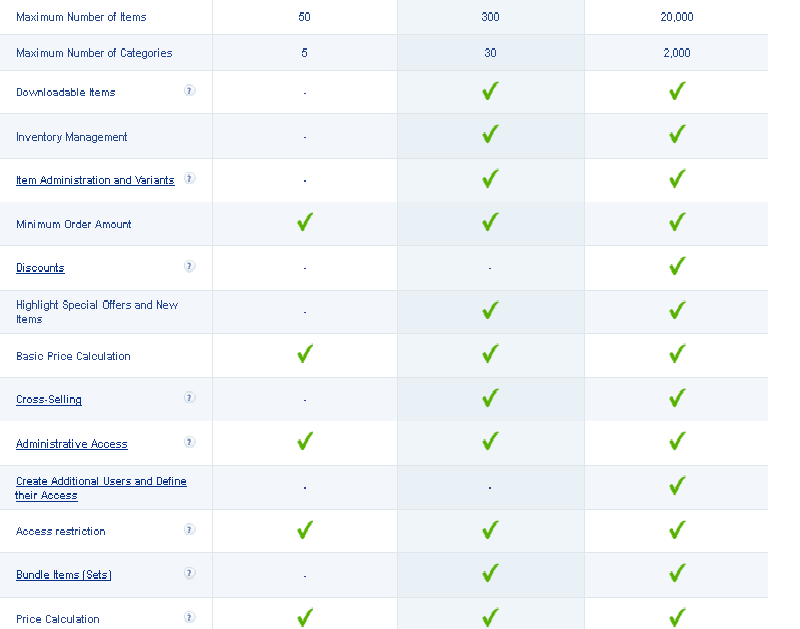 Maximum Number of Items 50 300 20,000
Maximum Number of Categories 5 30 2,000
Downloadable Items ? -
Inventory Management -
Item Administration and Variants ? -
Minimum Order Amount
Discounts ? - -
Highlight Special Offers and New
Items -
Basic Price Calculation
Cross-Selling ? -
Administrative Access ?
Create Additional Users and Define
their Access - -
Access restriction ?
Bundle Items (Sets) ? -
Price Calculation ?